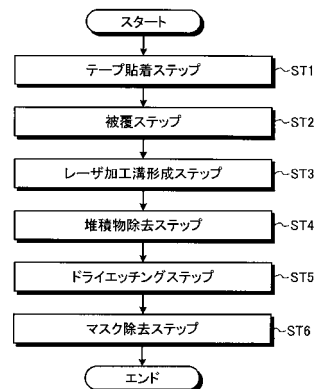 スタート
テープ貼着ステップ ST1
被覆ステップ ST2
レーザ加工溝形成ステップ ST3
堆積物除去ステップ ST4
ドライエッチングステップ ST5
マスク除去ステップ ST6
エンド